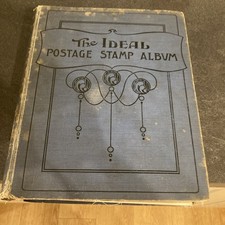 The IDEAL
POSTAGE STAMP ALBUM